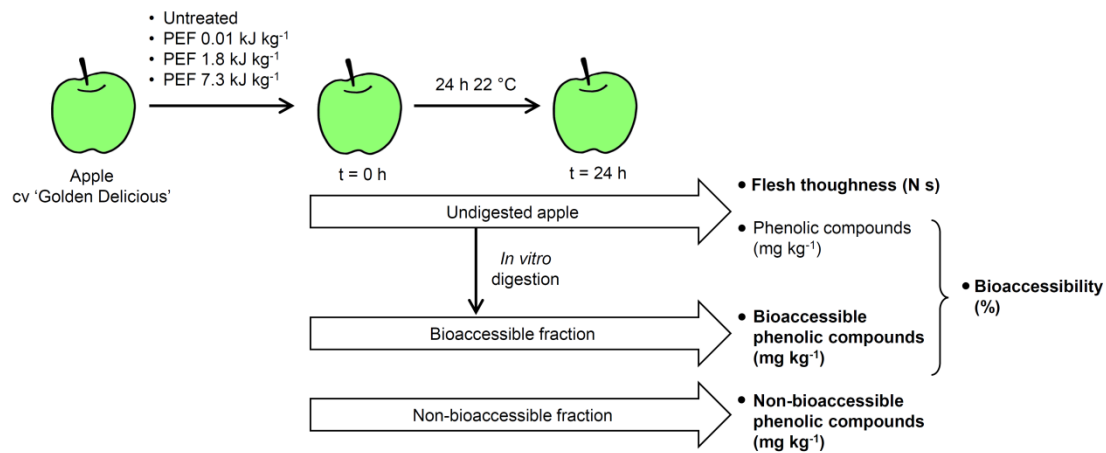 • Untreated
• PEF 0.01 kJ kg⁻¹
• PEF 1.8 kJ kg⁻¹
• PEF 7.3 kJ kg⁻¹
24 h 22 °C
Apple
cv ‘Golden Delicious’
t = 0 h
t = 24 h
Undigested apple
• Flesh thoughness (N s)
• Phenolic compounds
(mg kg⁻¹)
In vitro
digestion
• Bioaccessibility
(%)
Bioaccessible fraction
• Bioaccessible
phenolic compounds
(mg kg⁻¹)
Non-bioaccessible fraction
• Non-bioaccessible
phenolic compounds
(mg kg⁻¹)